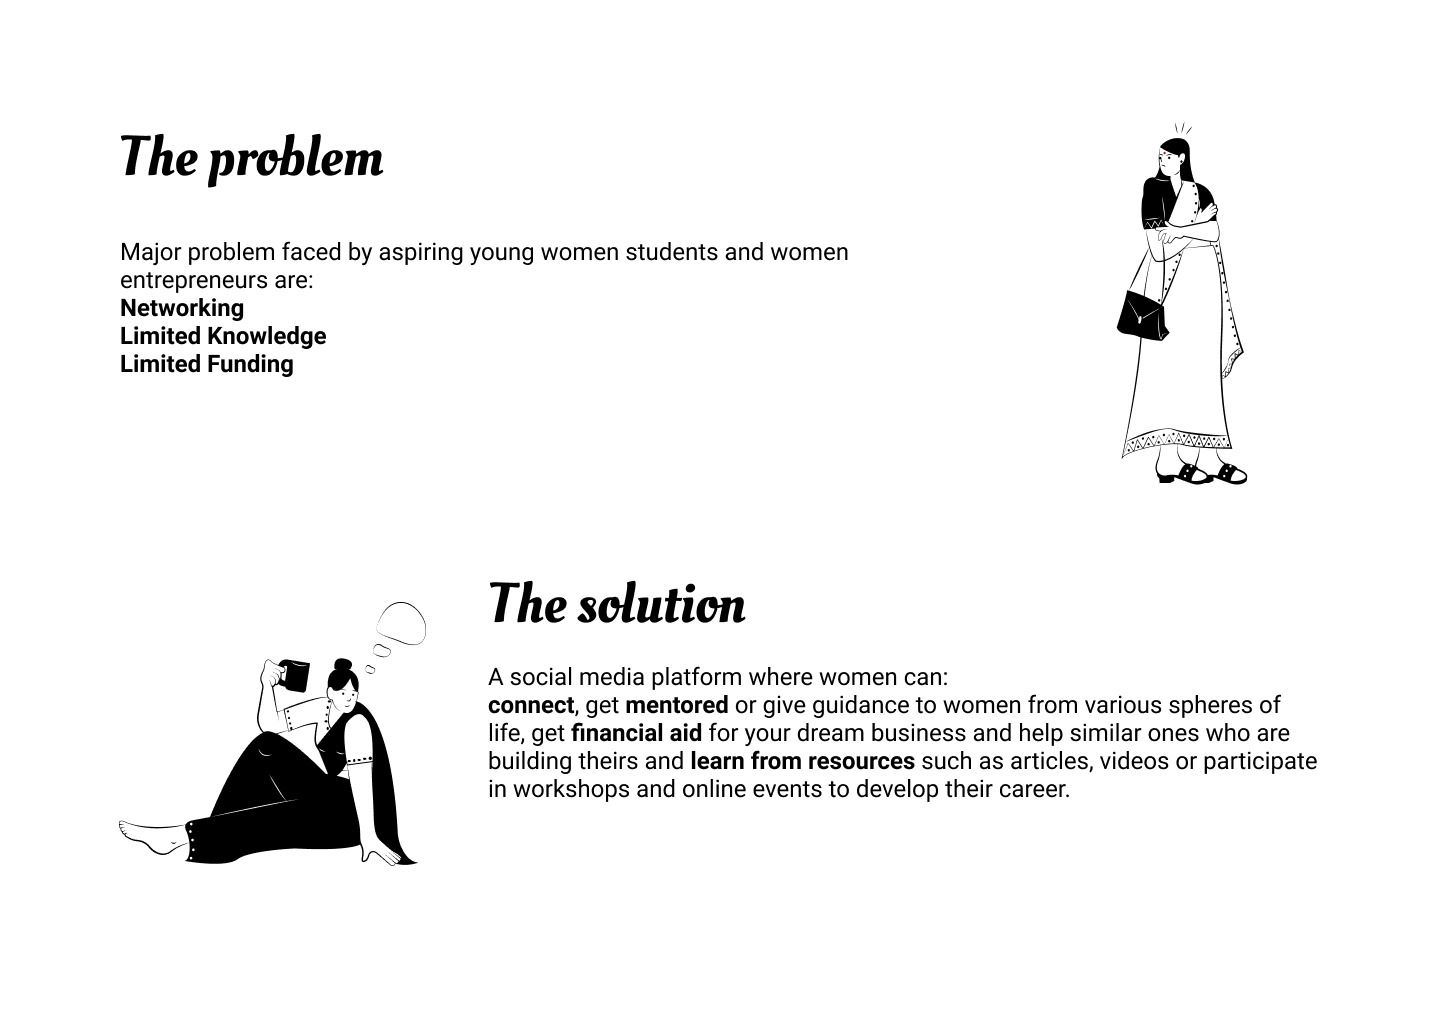 The problem
Major problem faced by aspiring young women students and women
entrepreneurs are:
Networking
Limited Knowledge
Limited Funding
The solution
A social media platform where women can:
connect, get mentored or give guidance to women from various spheres of
life, get financial aid for your dream business and help similar ones who are
building theirs and learn from resources such as articles, videos or participate
in workshops and online events to develop their career.